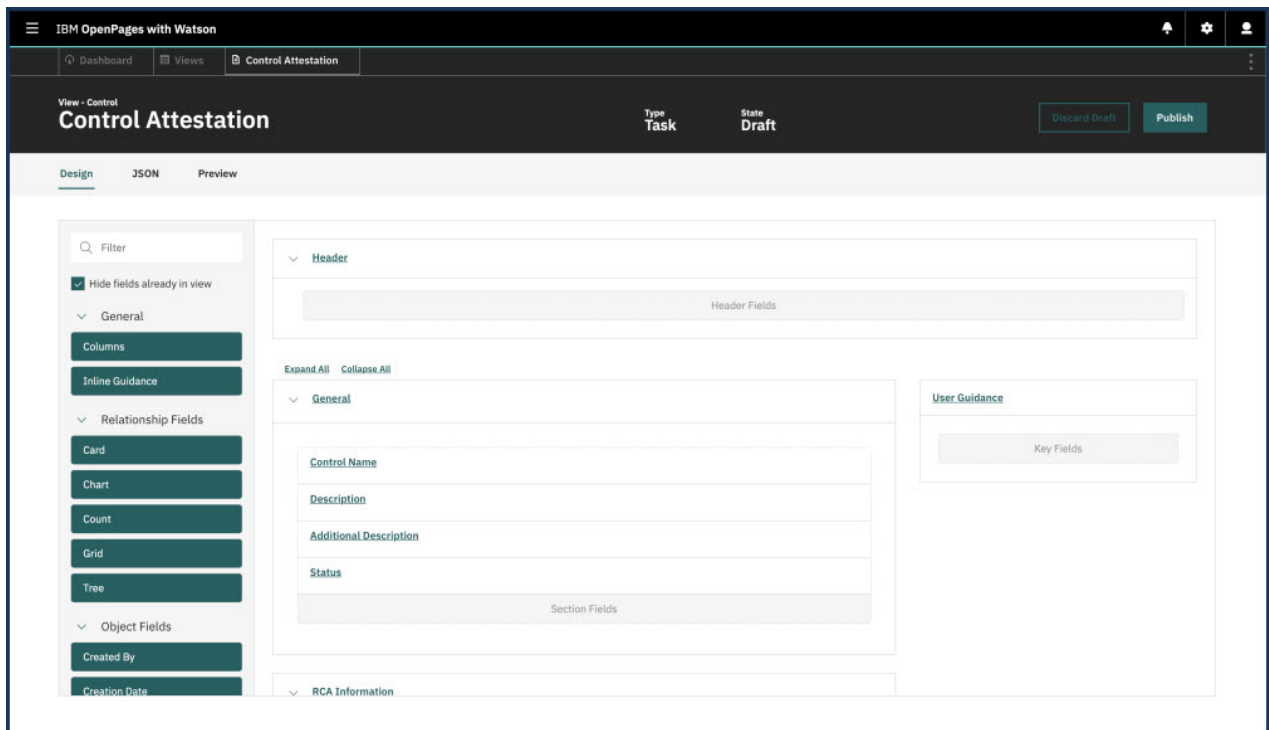 IBM OpenPages with Watson
Dashboard
Views
Control Attestation
View - Control
Control Attestation
Type
Task
State
Draft
Discard Draft
Publish
Design
JSON
Preview
Filter
Hide fields already in view
General
Columns
Inline Guidance
Relationship Fields
Card
Chart
Count
Grid
Tree
Object Fields
Created By
Creation Date
Header
Header Fields
Expand All
Collapse All
General
Control Name
Description
Additional Description
Status
Section Fields
RCA Information
User Guidance
Key Fields